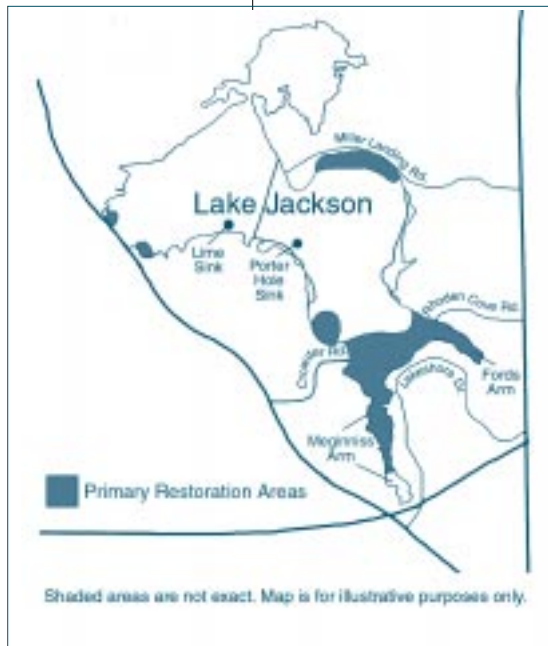 Miller Landing Rd.
Lake Jackson
Lime
Sink
Porter
Hole
Sink
Rhoden Cove Rd.
Crowder Rd.
Lakeshore Dr.
Fords
Arm
Meginniss
Arm
Primary Restoration Areas
Shaded areas are not exact. Map is for illustrative purposes only.